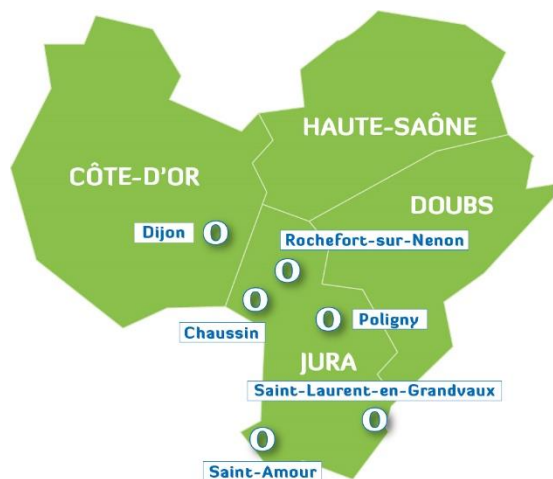 HAUTE-SAÔNE
CÔTE-D'OR
DOUBS
Dijon
Rochefort-sur-Nenon
Chaussin
Poligny
JURA
Saint-Laurent-en-Grandvaux
Saint-Amour